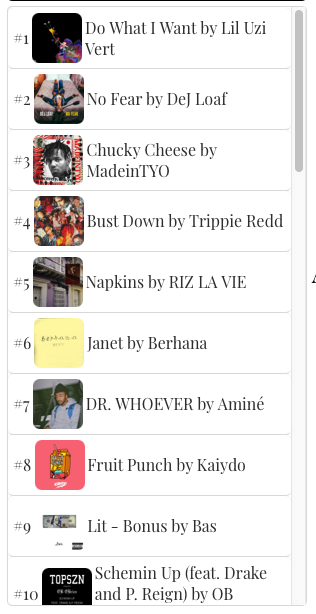 #1
Do What I Want by Lil Uzi
Vert
#2
No Fear by DeJ Loaf
#3
Chucky Cheese by
MadeinTYO
#4
Bust Down by Trippie Redd
#5
Napkins by RIZ LA VIE
#6
Janet by Berhana
#7
DR. WHOEVER by Aminé
#8
Fruit Punch by Kaiydo
#9
Lit - Bonus by Bas
#10
TOPSZN
Schemin Up (feat. Drake
and P. Reign) by OB